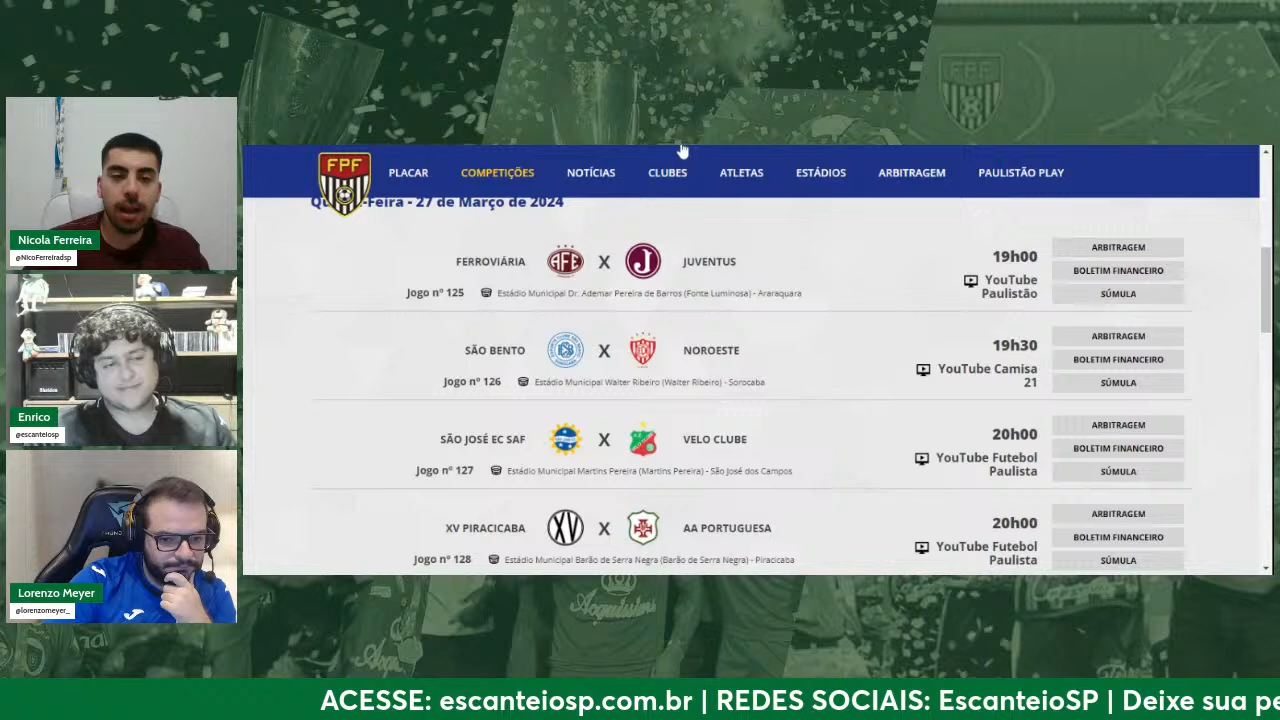 FPF
PLACAR COMPETIÇÕES NOTÍCIAS CLUBES ATLETAS ESTÁDIOS ARBITRAGEM PAULISTÃO PLAY
-Feira - 27 de Março de 2024
FERROVIÁRIA AFE X J JUVENTUS
Jogo nº 125 Estádio Municipal Dr. Ademar Pereira de Barros (Fonte Luminosa) - Araraquara
19h00
YouTube
Paulistão
ARBITRAGEM
BOLETIM FINANCEIRO
SÚMULA
SÃO BENTO X NOROESTE
Jogo nº 126 Estádio Municipal Walter Ribeiro (Walter Ribeiro) - Sorocaba
19h30
YouTube Camisa
21
ARBITRAGEM
BOLETIM FINANCEIRO
SÚMULA
SÃO JOSÉ EC SAF X VELO CLUBE
Jogo nº 127 Estádio Municipal Martins Pereira (Martins Pereira) - São José dos Campos
20h00
YouTube Futebol
Paulista
ARBITRAGEM
BOLETIM FINANCEIRO
SÚMULA
XV PIRACICABA XV X AA PORTUGUESA
Jogo nº 128 Estádio Municipal Barão de Serra Negra (Barão de Serra Negra) - Piracicaba
20h00
YouTube Futebol
Paulista
ARBITRAGEM
BOLETIM FINANCEIRO
SÚMULA
Nicola Ferreira
@NicoFerreiradsp
Enrico
@escanteiosp
Lorenzo Meyer
@lorenzomeyer_
ACESSE: escanteiosp.com.br | REDES SOCIAIS: EscanteioSP | Deixe sua pe